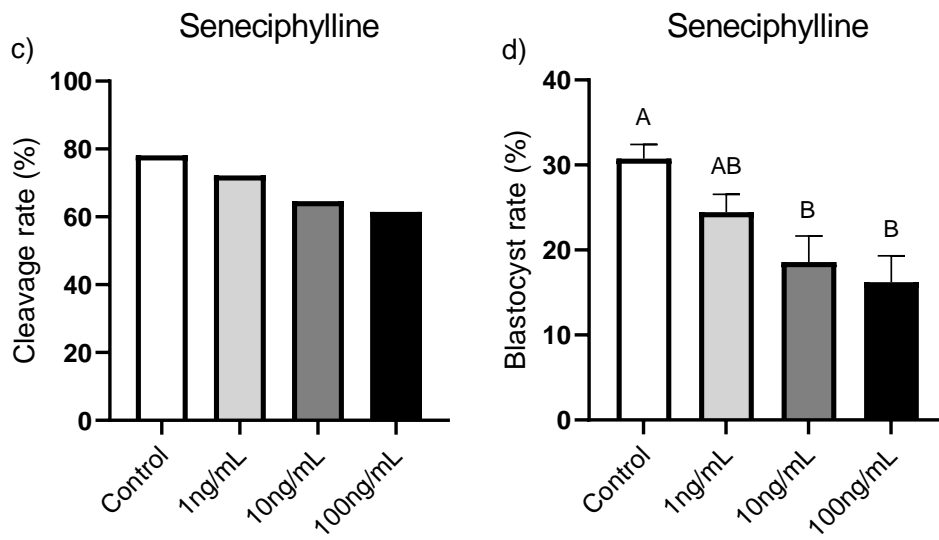 c)
Seneciphylline
Cleavage rate (%)
100
80
60
40
20
0
Control
1ng/mL
10ng/mL
100ng/mL
d)
Seneciphylline
Blastocyst rate (%)
40
30
20
10
0
A
AB
B
B
Control
1ng/mL
10ng/mL
100ng/mL